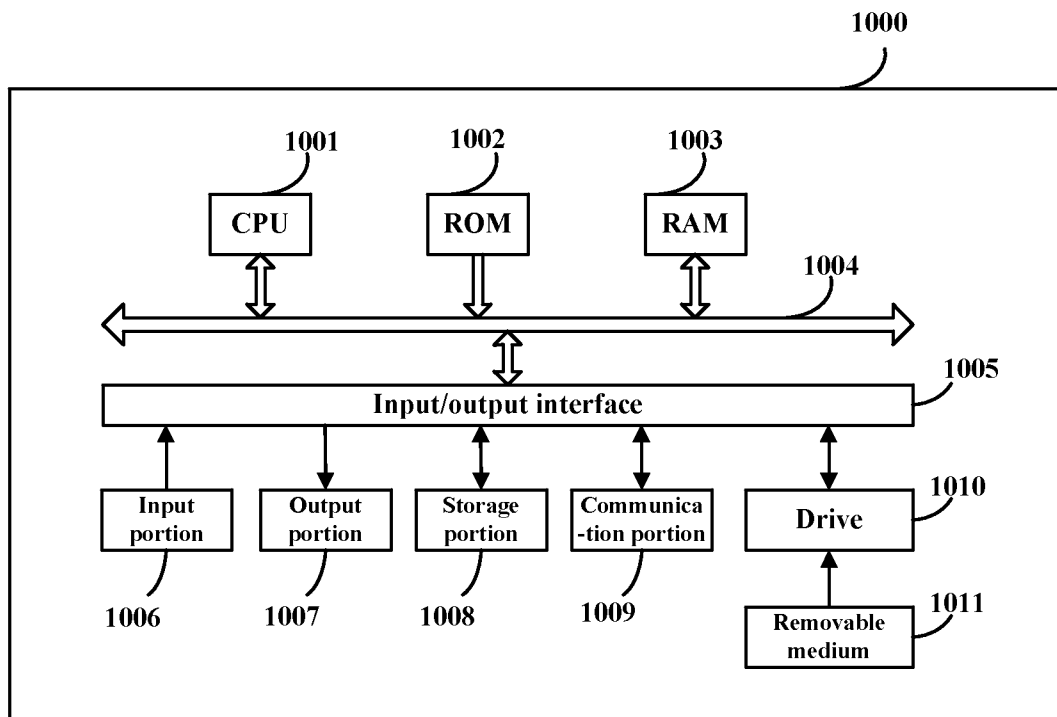 1000
1001
1002
1003
CPU
ROM
RAM
1004
1005
Input/output interface
Input
portion
Output
portion
Storage
portion
Communica
-tion portion
Drive
1010
1006
1007
1008
1009
Removable
medium
1011